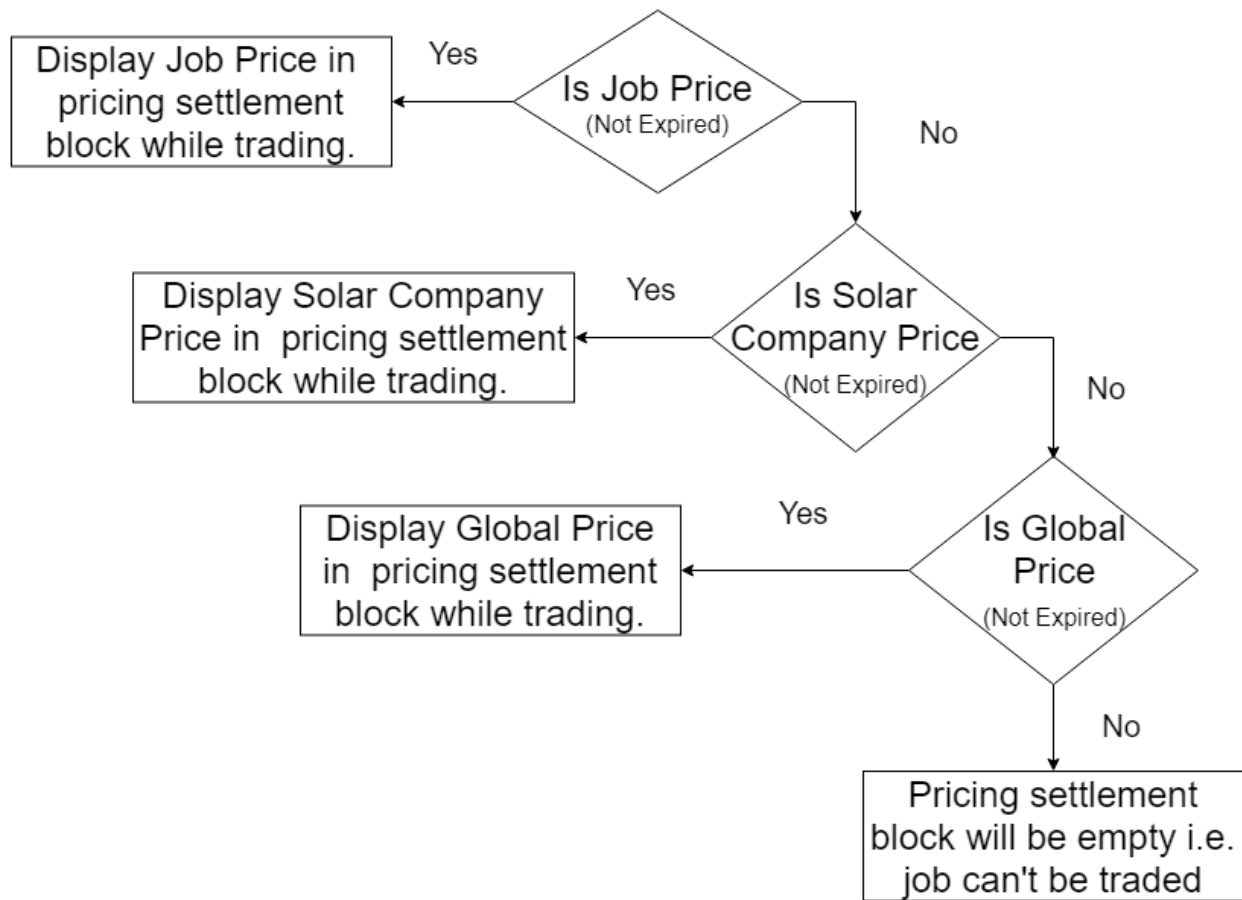 Display Job Price in
pricing settlement
block while trading.
Yes
Is Job Price
(Not Expired)
No
Display Solar Company
Price in  pricing settlement
block while trading.
Yes
Is Solar
Company Price
(Not Expired)
No
Display Global Price
in  pricing settlement
block while trading.
Yes
Is Global
Price
(Not Expired)
No
Pricing settlement
block will be empty i.e.
job can't be traded